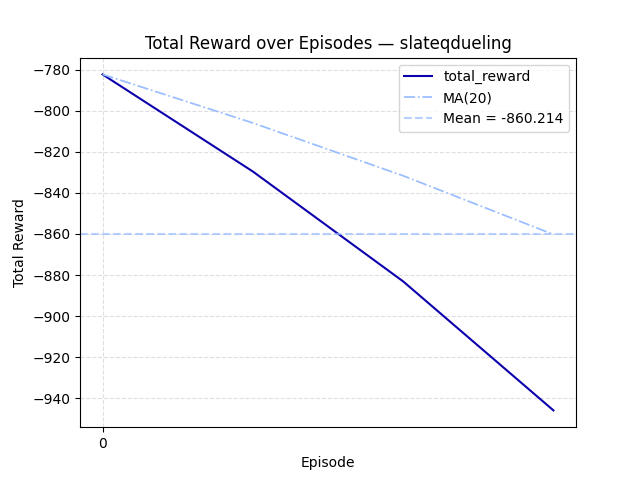 Total Reward over Episodes — slateqdueling
total_reward
MA(20)
Mean = -860.214
Total Reward
−780
−800
−820
−840
−860
−880
−900
−920
−940
0
Episode